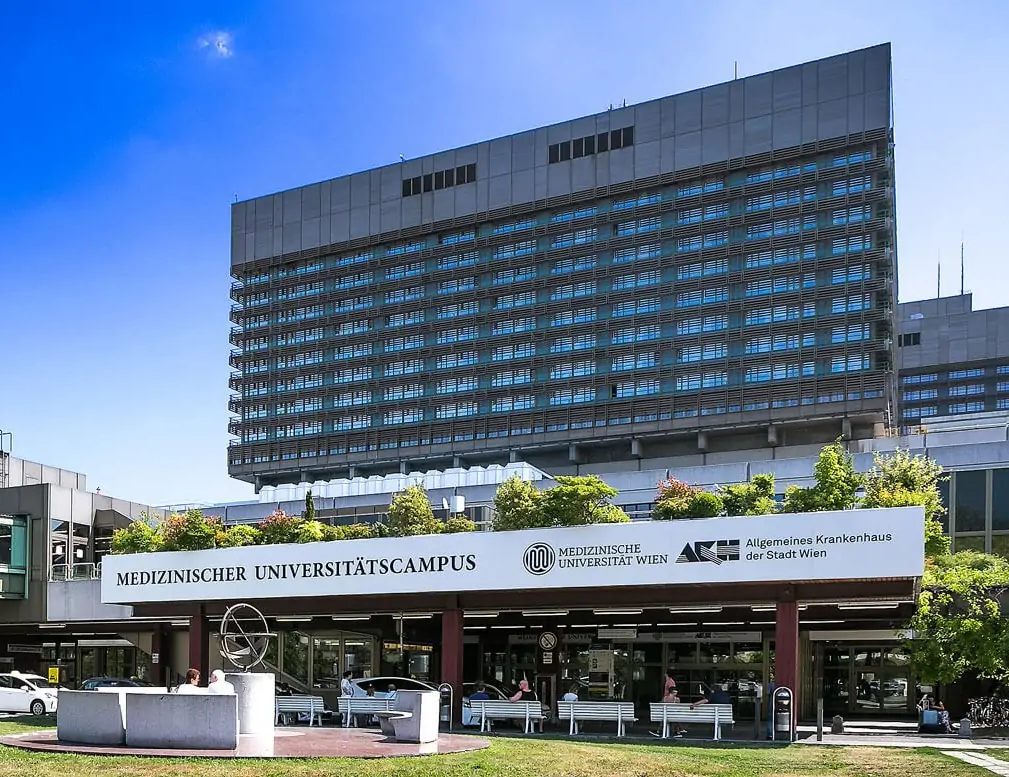 MEDIZINISCHER UNIVERSITÄTSCAMPUS
MEDIZINISCHE
UNIVERSITÄT WIEN
AKH
Allgemeines Krankenhaus
der Stadt Wien